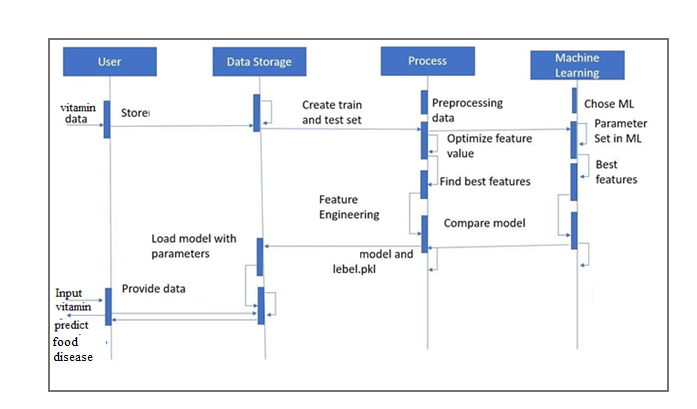 User
Data Storage
Process
Machine
Learning
vitamin
data
Store
Create train
and test set
Preprocessing
data
Chose ML
Parameter
Set in ML
Optimize feature
value
Best
features
Find best features
Feature
Engineering
Compare model
Load model with
parameters
model and
lebel.pkl
Provide data
Input
vitamin
predict
food
disease